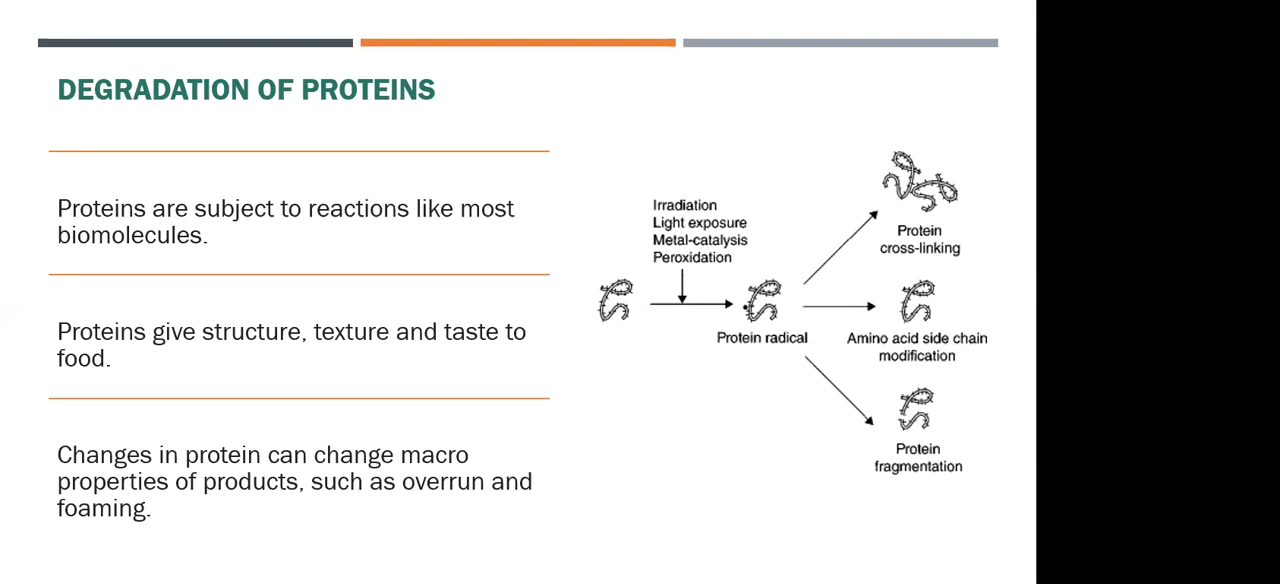 DEGRADATION OF PROTEINS
Proteins are subject to reactions like most
biomolecules.
Proteins give structure, texture and taste to
food.
Changes in protein can change macro
properties of products, such as overrun and
foaming.
Irradiation
Light exposure
Metal-catalysis
Peroxidation
Protein radical
Protein
cross-linking
Amino acid side chain
modification
Protein
fragmentation